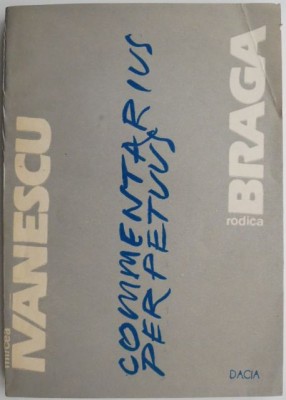 mircea
IVĂNESCU
COMMENTARIUS
PERPETUUS
rodica
BRAGA
DACIA